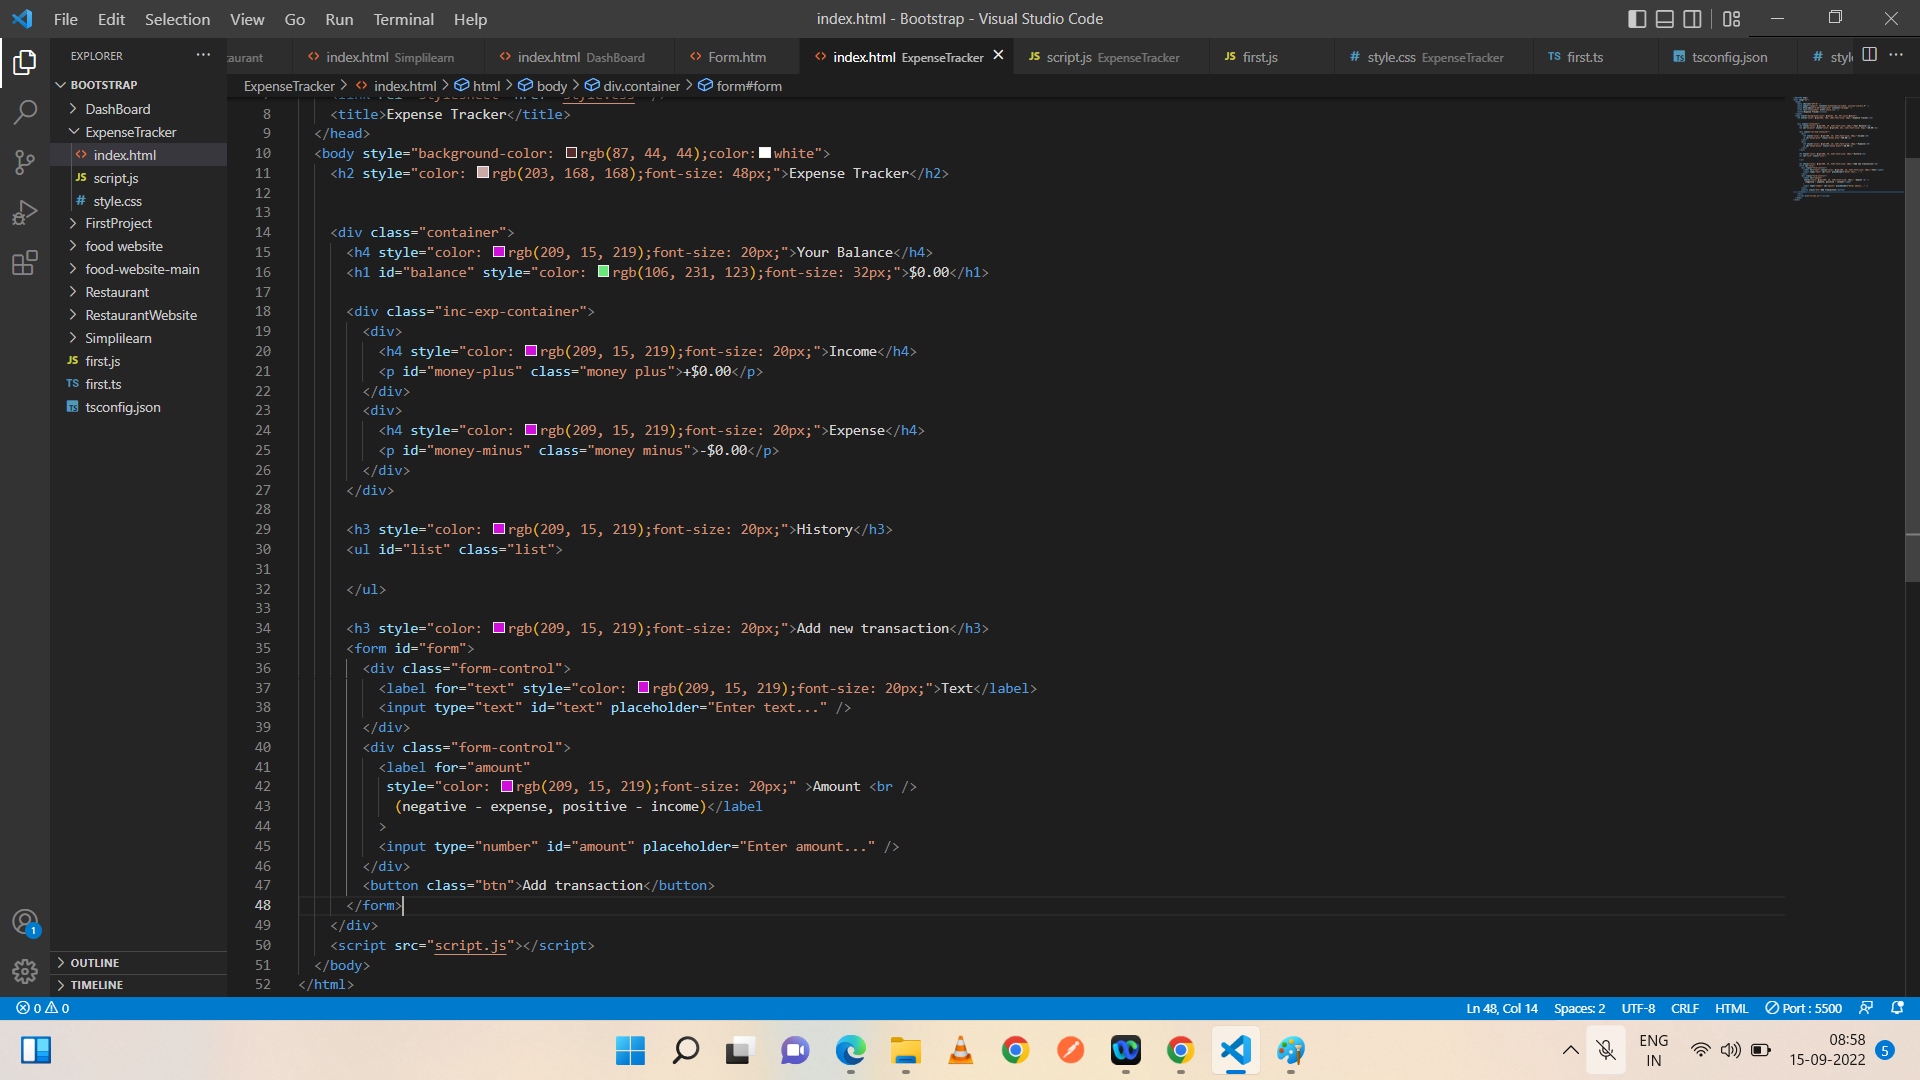 File Edit Selection View Go Run Terminal Help
index.html - Bootstrap - Visual Studio Code
EXPLORER
BOOTSTRAP
DashBoard
ExpenseTracker
index.html
script.js
style.css
FirstProject
food website
food-website-main
Restaurant
RestaurantWebsite
Simplilearn
first.js
first.ts
tsconfig.json
OUTLINE
TIMELINE
aurant index.html Simplilearn index.html DashBoard Form.htm index.html ExpenseTracker script.js ExpenseTracker first.js style.css ExpenseTracker first.ts tsconfig.json styl
ExpenseTracker > index.html > html > body > div.container > form#form
8 <title>Expense Tracker</title>
9 </head>
10 <body style="background-color: rgb(87, 44, 44);color: white">
11 <h2 style="color: rgb(203, 168, 168);font-size: 48px;">Expense Tracker</h2>
12
13
14 <div class="container">
15 <h4 style="color: rgb(209, 15, 219);font-size: 20px;">Your Balance</h4>
16 <h1 id="balance" style="color: rgb(106, 231, 123);font-size: 32px;">$0.00</h1>
17
18 <div class="inc-exp-container">
19 <div>
20 <h4 style="color: rgb(209, 15, 219);font-size: 20px;">Income</h4>
21 <p id="money-plus" class="money plus">+$0.00</p>
22 </div>
23 <div>
24 <h4 style="color: rgb(209, 15, 219);font-size: 20px;">Expense</h4>
25 <p id="money-minus" class="money minus">-$0.00</p>
26 </div>
27 </div>
28
29 <h3 style="color: rgb(209, 15, 219);font-size: 20px;">History</h3>
30 <ul id="list" class="list">
31
32 </ul>
33
34 <h3 style="color: rgb(209, 15, 219);font-size: 20px;">Add new transaction</h3>
35 <form id="form">
36 <div class="form-control">
37 <label for="text" style="color: rgb(209, 15, 219);font-size: 20px;">Text</label>
38 <input type="text" id="text" placeholder="Enter text..." />
39 </div>
40 <div class="form-control">
41 <label for="amount"
42 style="color: rgb(209, 15, 219);font-size: 20px;" >Amount <br />
43 (negative - expense, positive - income)</label
44 >
45 <input type="number" id="amount" placeholder="Enter amount..." />
46 </div>
47 <button class="btn">Add transaction</button>
48 </form>
49 </div>
50 <script src="script.js"></script>
51 </body>
52 </html>
1
0 0
Ln 48, Col 14 Spaces: 2 UTF-8 CRLF HTML Port : 5500
ENG
IN
08:58
15-09-2022
5